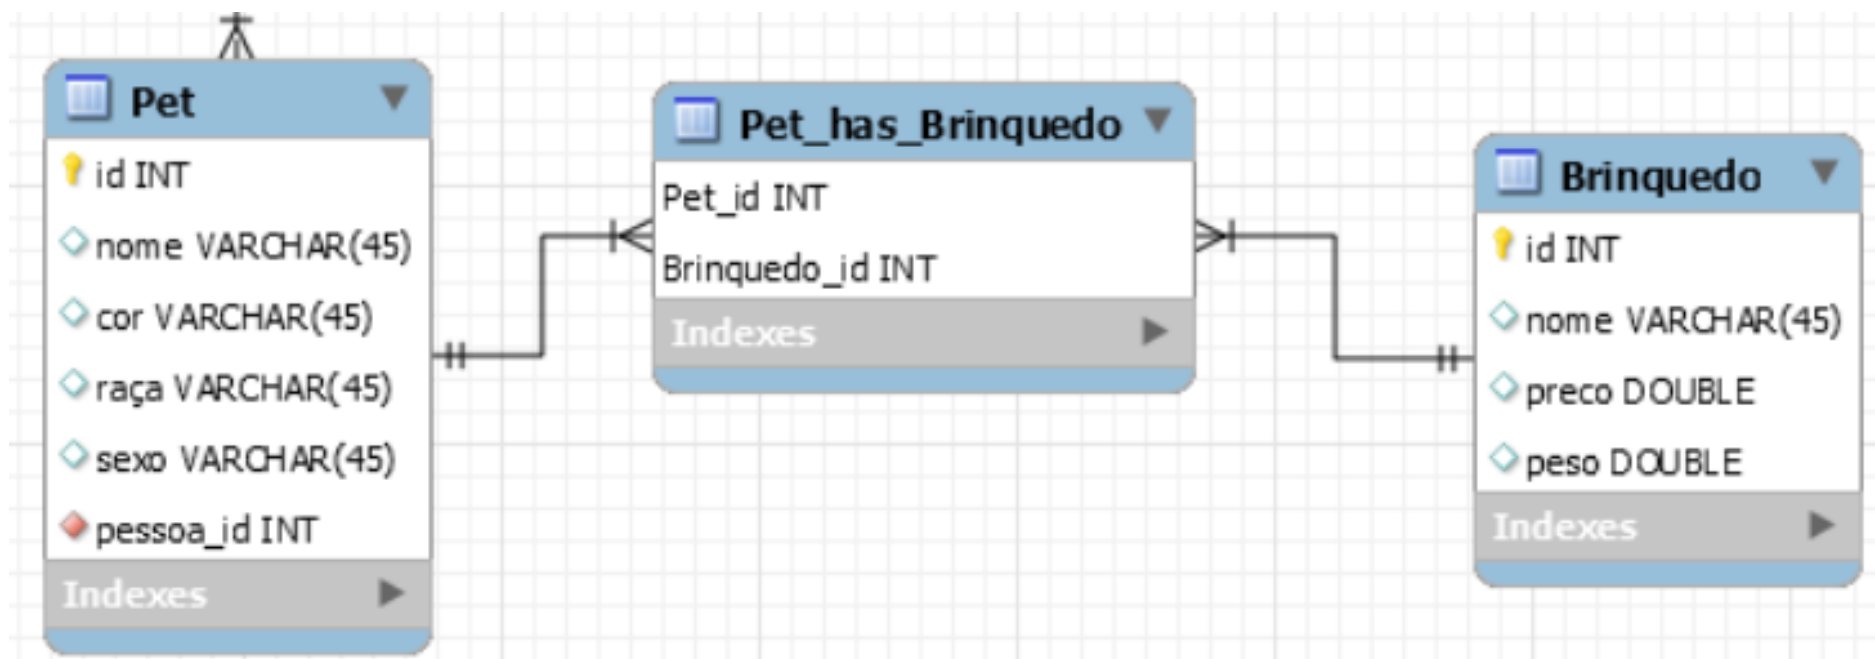 Pet
id INT
nome VARCHAR(45)
cor VARCHAR(45)
raça VARCHAR(45)
sexo VARCHAR(45)
pessoa_id INT
Indexes
Pet_has_Brinquedo
Pet_id INT
Brinquedo_id INT
Indexes
Brinquedo
id INT
nome VARCHAR(45)
preco DOUBLE
peso DOUBLE
Indexes